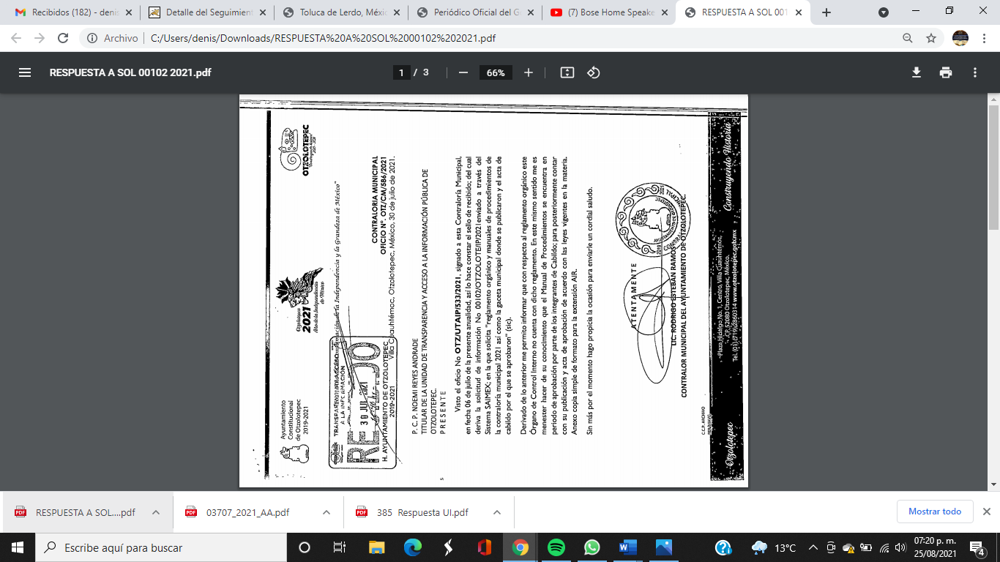 Recibidos (182) - denis
Detalle del Seguimient
Toluca de Lerdo, Méxic
Periódico Oficial del G
(7) Bose Home Speake
RESPUESTA A SOL 001
Archivo
C:/Users/denis/Downloads/RESPUESTA%20A%20SOL%2000102%202021.pdf
RESPUESTA A SOL 00102 2021.pdf
1 / 3
66%
Ayuntamiento
Constitucional
de Otzolotepec
2019-2021
Otzolotepec
2021
OTZOLOTEPEC
de la Independencia y la Grandeza de México"
TRANSPARENCIA Y ACCESO
A LA INFORMACIÓN
30 JUL 2021
H. AYUNTAMIENTO DE OTZOLOTEPEC
2019-2021
CONTRALORIA MUNICIPAL
OFICIO N°. OTZ/CM/586/2021
Villa Cuauhtémoc, Otzolotepec, México, 30 de julio de 2021.
P. C. P. NOEMI REYES ANDRADE
TITULAR DE LA UNIDAD DE TRANSPARENCIA Y ACCESO A LA INFORMACIÓN PÚBLICA DE
OTZOLOTEPEC.
P R E S E N T E
Visto el oficio No OTZ/UTAIP/533/2021, signado a esta Contraloría Municipal,
en fecha 06 de julio de la presente anualidad, así lo hace constar el sello de recibido; del cual
deriva la solicitud de información No 00102/OTZOLOTE/IP/2021enviado a través del
Sistema SAIMEX; en la que solicita "reglamento orgánico y manuales de procedimientos de
la contraloría municipal 2021 así como la gaceta municipal donde se publicaron y el acta de
cabildo por el que se aprobaron" (sic).
Derivado de lo anterior me permito informar que con respecto al reglamento orgánico este
Órgano de Control Interno no cuenta con dicho reglamento. En este mismo sentido me es
menester hacer de su conocimiento que el Manual de Procedimientos se encuentra en
período de aprobación por parte de los integrantes de Cabildo; para posteriormente contar
con su publicación y acta de aprobación de acuerdo con las leyes vigentes en la materia.
Anexo copia simple de formato para la extensión AIR.
Sin más por el momento hago propicia la ocasión para enviarle un cordial saludo.
A T E N T A M E N T E
LIC. RODRIGO ESTEBAN RAMOS
CONTRALOR MUNICIPAL DEL AYUNTAMIENTO DE OTZOLOTEPEC.
C.C.P. ARCHIVO
Otzolotepec
Plaza Hidalgo No. 1, Centro, Villa Cuauhtémoc,
CP. 52080 Otzolotepec, México.
Tel. (01) (719) 2860314 www.otzolotepec.gob.mx
Construyendo Historia
RESPUESTA A SOL....pdf
03707_2021_AA.pdf
385 Respuesta UI.pdf
Mostrar todo
Escribe aquí para buscar
13°C
07:20 p. m.
25/08/2021
4